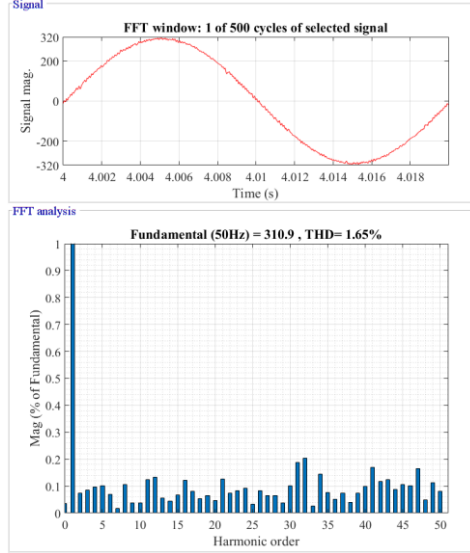 Signal
FFT window: 1 of 500 cycles of selected signal
320
200
0
-200
-320
Signal mag.
4 4.002 4.004 4.006 4.008 4.01 4.012 4.014 4.016 4.018
Time (s)
FFT analysis
Fundamental (50Hz) = 310.9 , THD= 1.65%
1
0.9
0.8
0.7
0.6
0.5
0.4
0.3
0.2
0.1
0
Mag (% of Fundamental)
0 5 10 15 20 25 30 35 40 45 50
Harmonic order